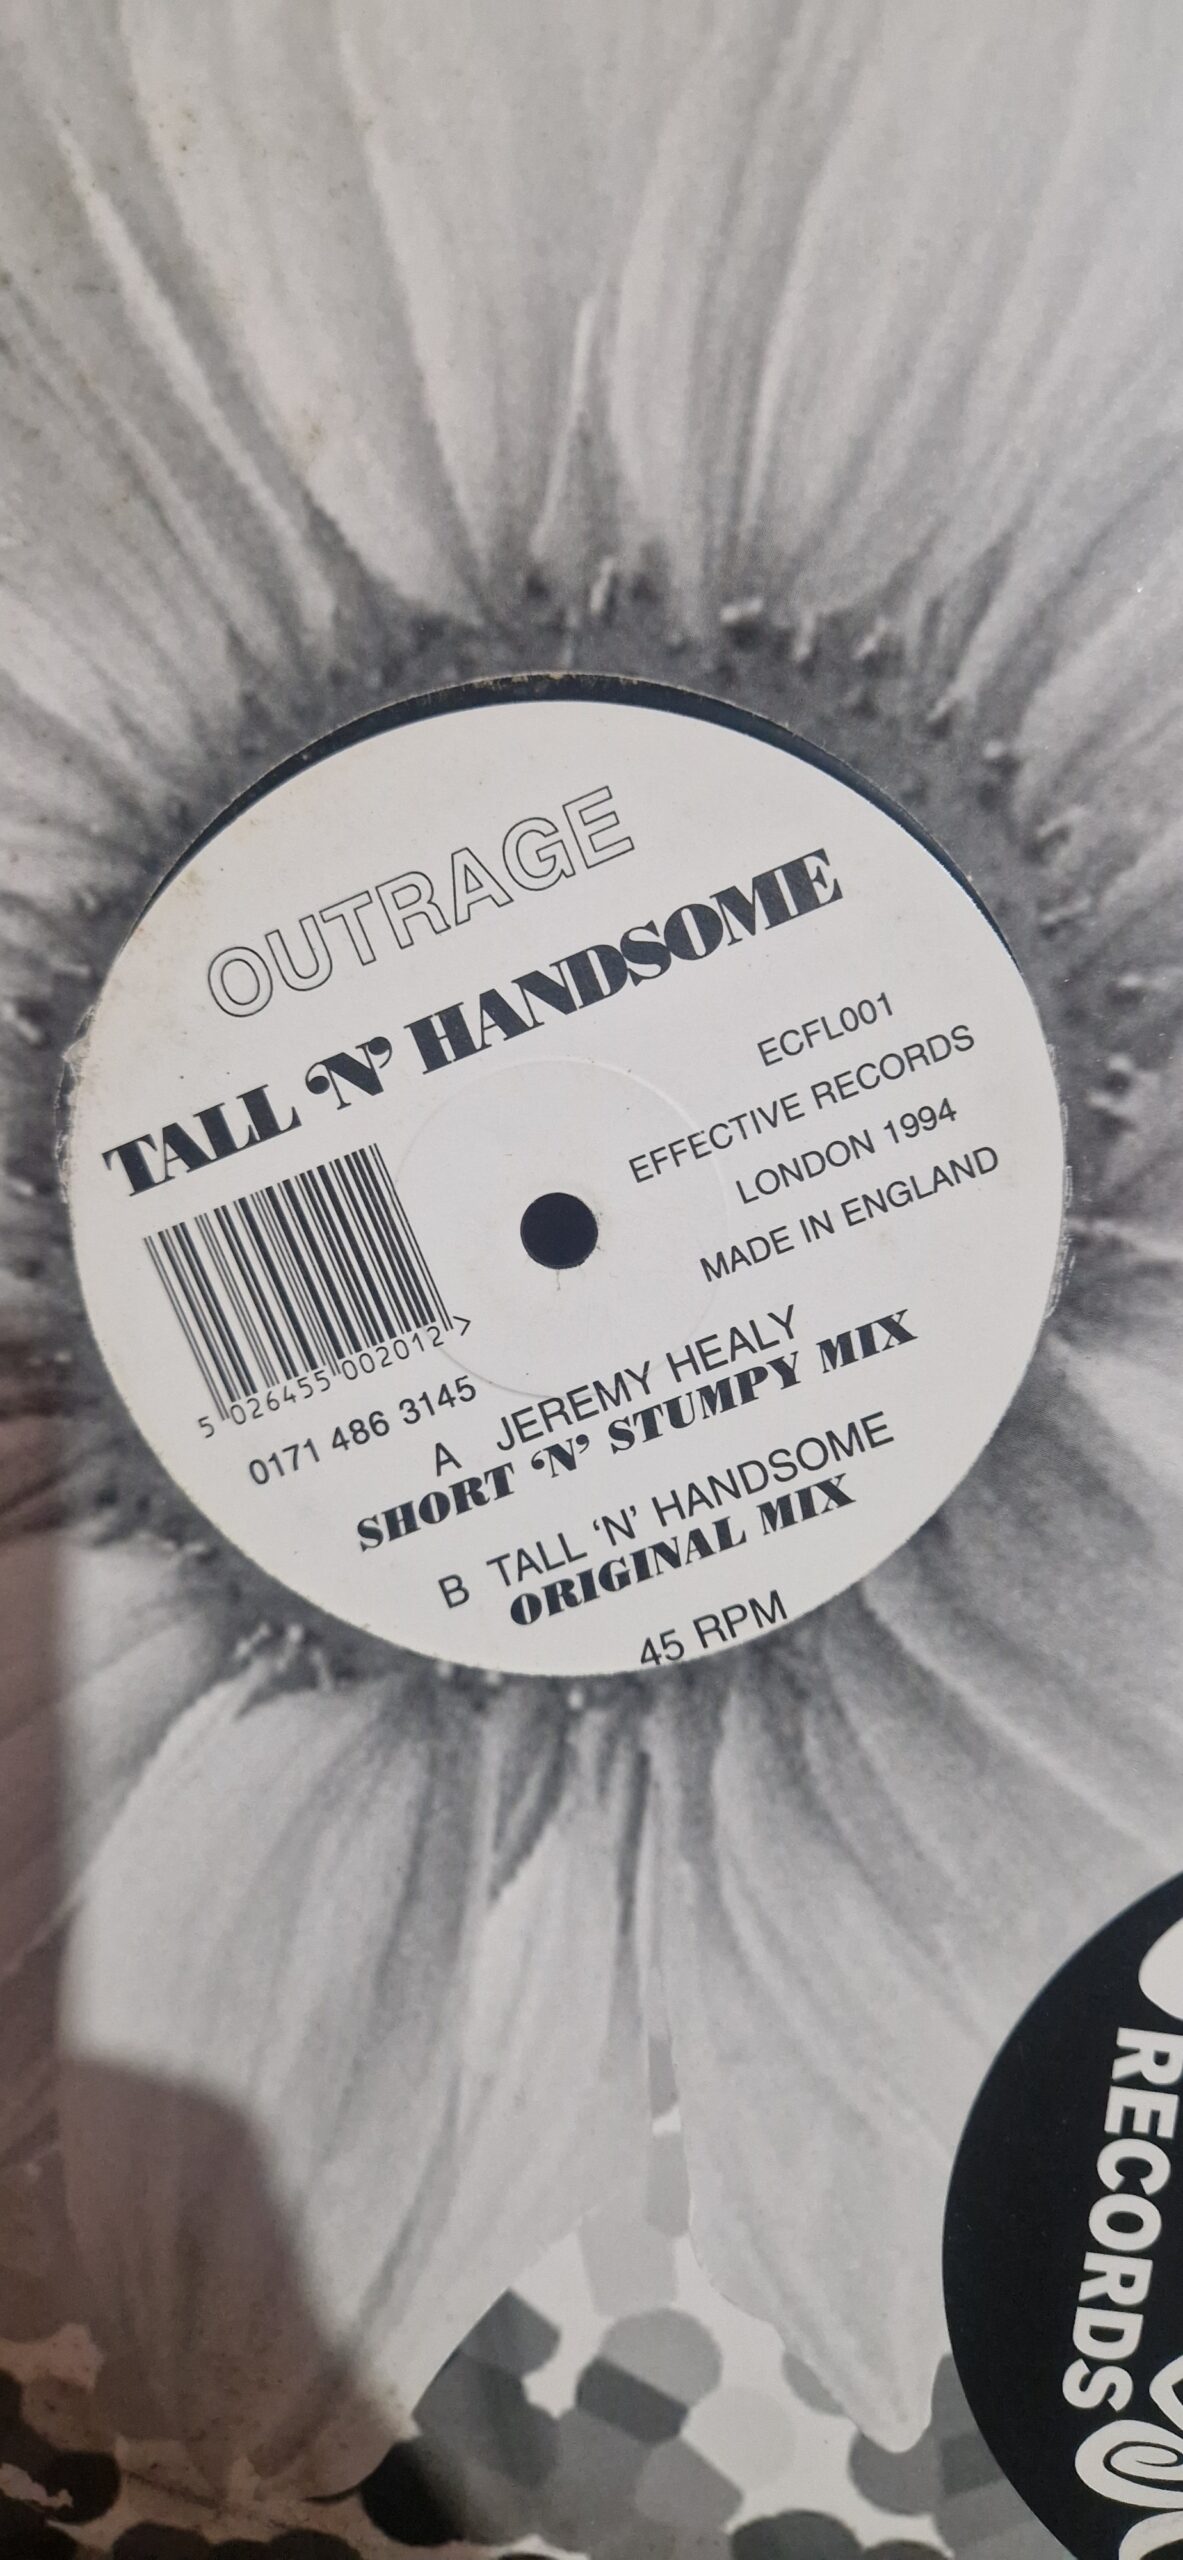 OUTRAGE
TALL 'N' HANDSOME
ECFL001
EFFECTIVE RECORDS
LONDON 1994
MADE IN ENGLAND
5 026455 002012 >
0171 486 3145
A JEREMY HEALY
SHORT 'N' STUMPY MIX
B TALL 'N' HANDSOME
ORIGINAL MIX
45 RPM
RECORDS